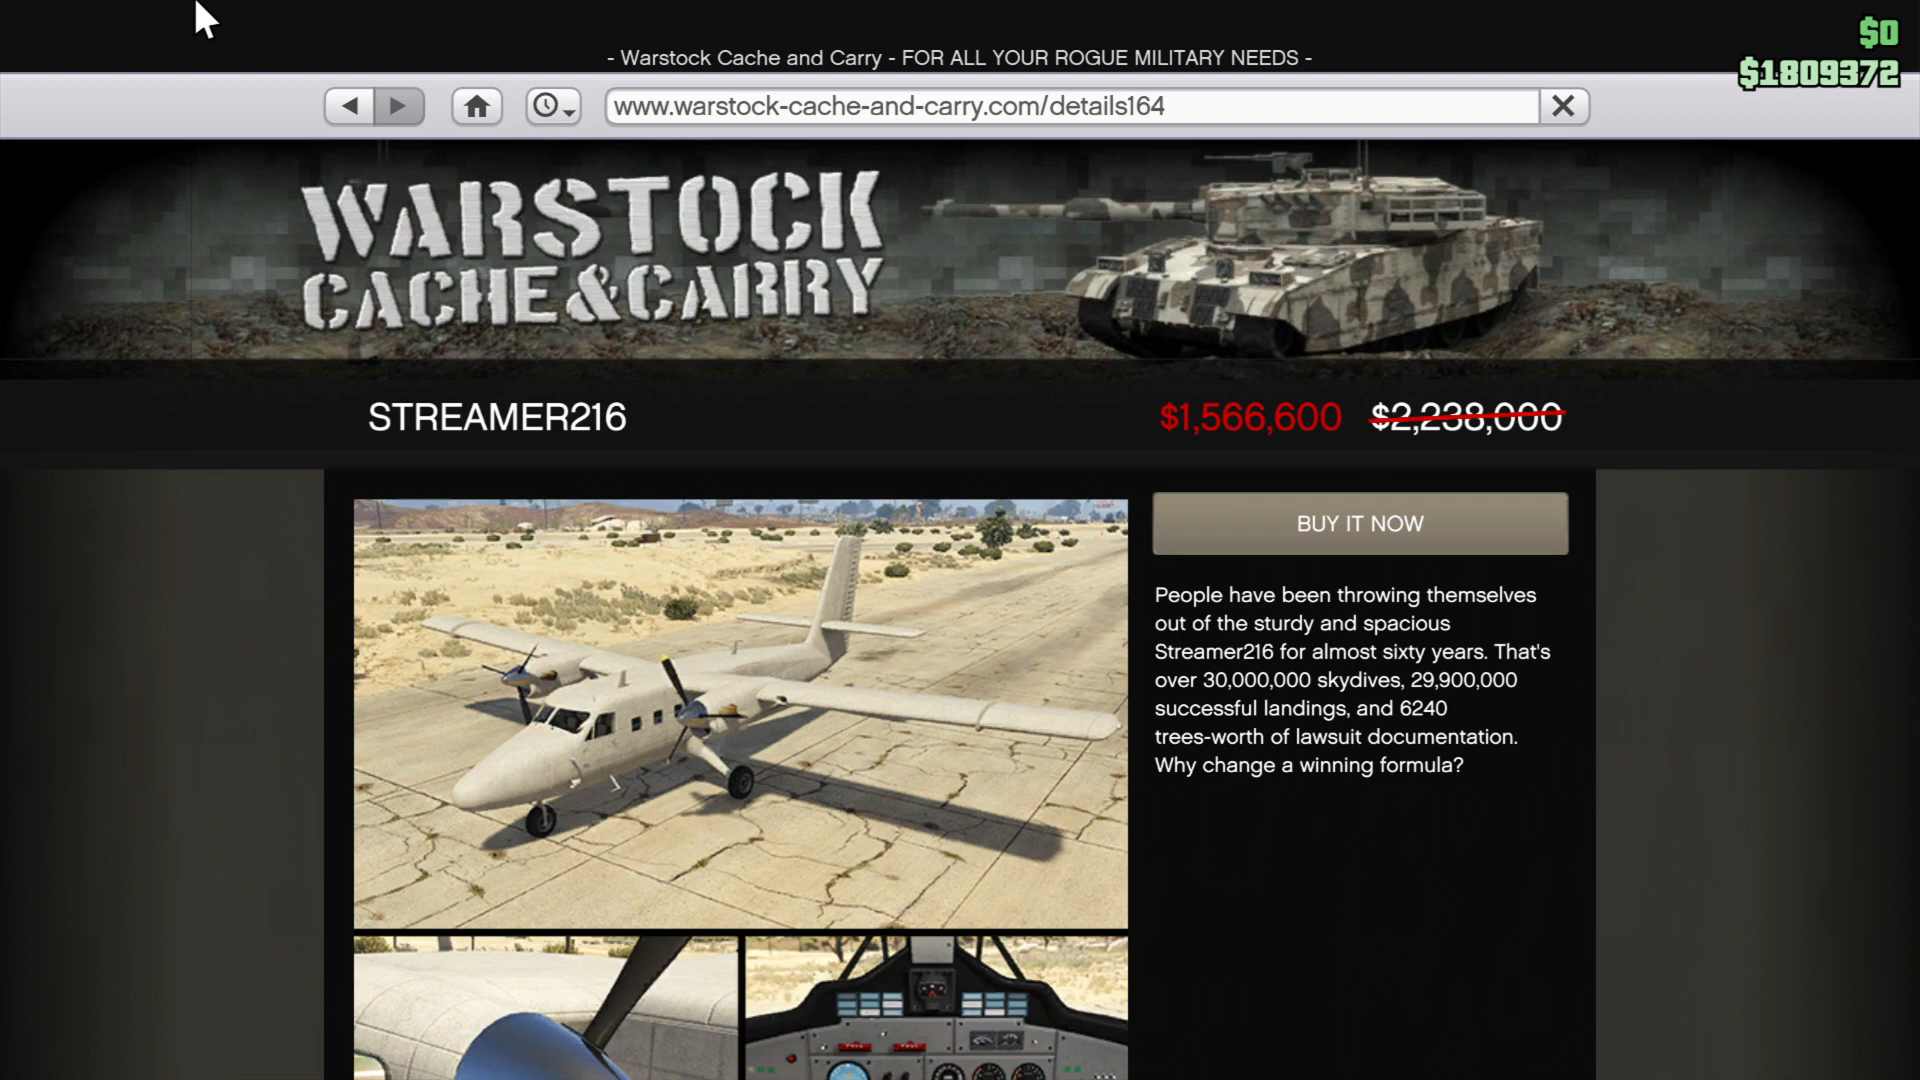 $0
- Warstock Cache and Carry - FOR ALL YOUR ROGUE MILITARY NEEDS -
$1809372
www.warstock-cache-and-carry.com/details164
WARSTOCK
CACHE & CARRY
STREAMER216
$1,566,600 $2,238,000
BUY IT NOW
People have been throwing themselves
out of the sturdy and spacious
Streamer216 for almost sixty years. That's
over 30,000,000 skydives, 29,900,000
successful landings, and 6240
trees-worth of lawsuit documentation.
Why change a winning formula?